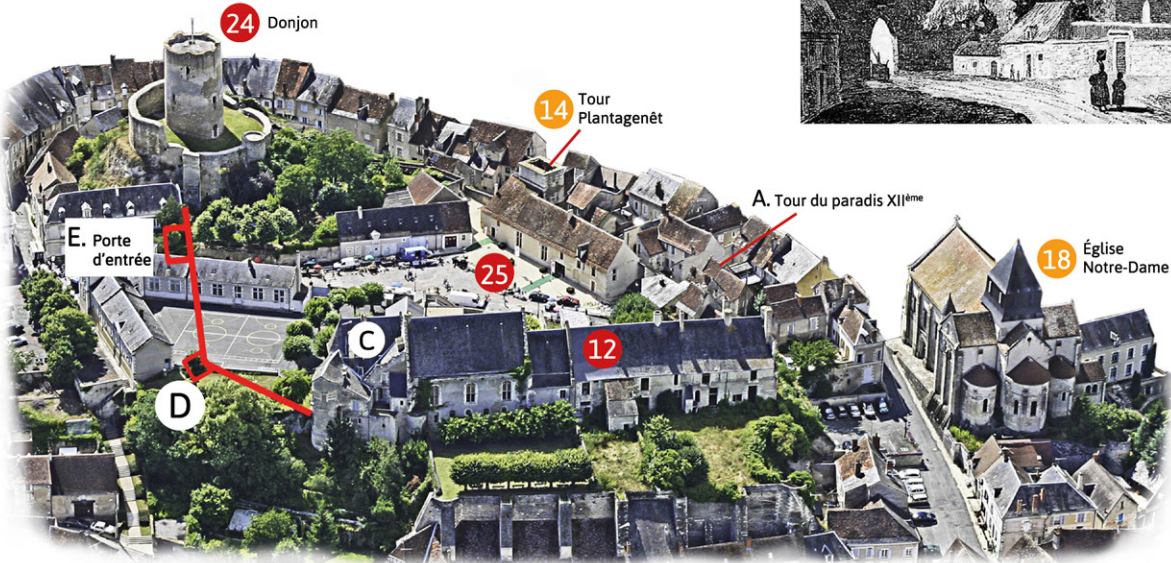 24 Donjon
14 Tour
Plantagenêt
A. Tour du paradis XIIème
E. Porte
d'entrée
25
18 Église
Notre-Dame
C
12
D